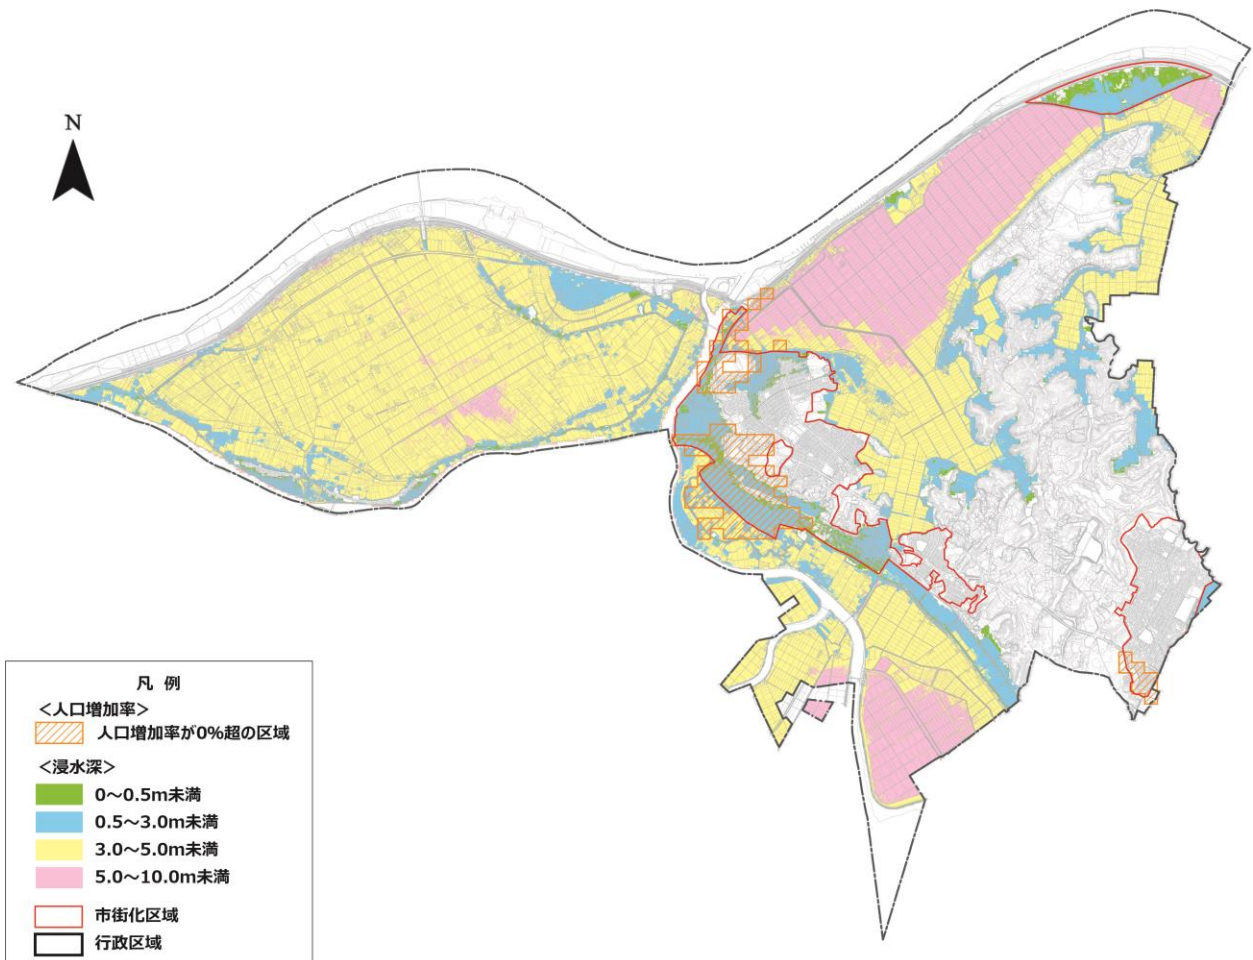 N
凡 例
＜人口増加率＞
人口増加率が0%超の区域
＜浸水深＞
0～0.5m未満
0.5～3.0m未満
3.0～5.0m未満
5.0～10.0m未満
市街化区域
行政区域